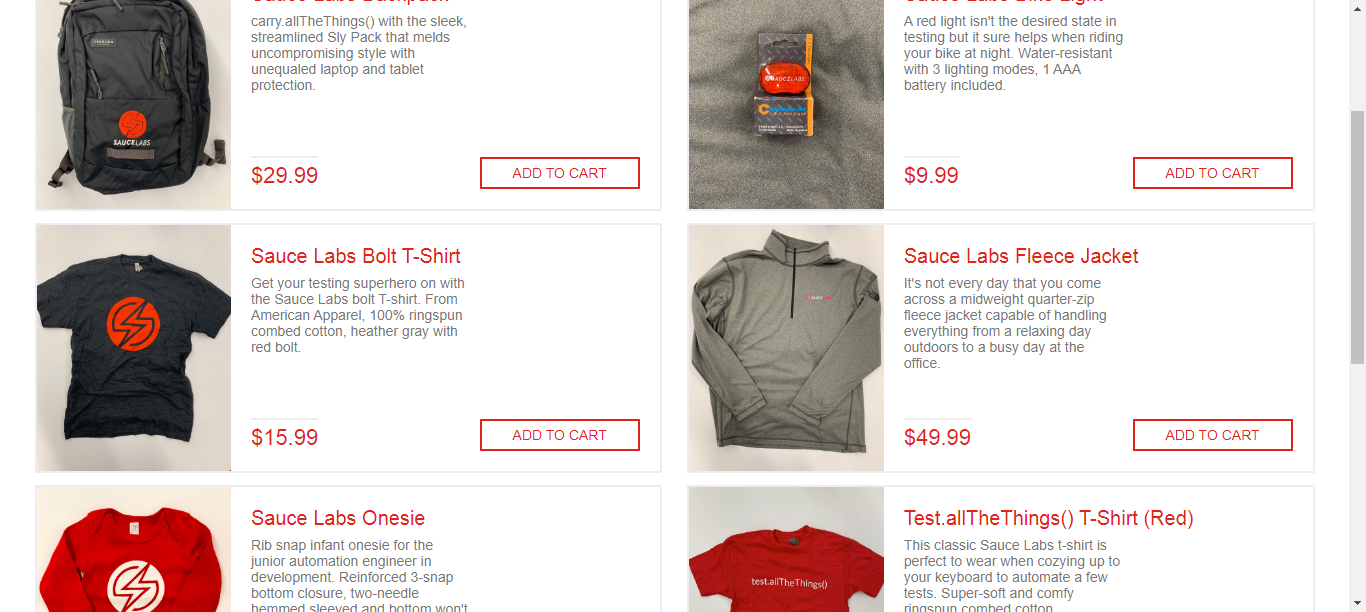 Sauce Labs Backpack
carry.allTheThings() with the sleek,
streamlined Sly Pack that melds
uncompromising style with
unequaled laptop and tablet
protection.
$29.99
ADD TO CART
SAUCELABS
Sauce Labs Bike Light
A red light isn't the desired state in
testing but it sure helps when riding
your bike at night. Water-resistant
with 3 lighting modes, 1 AAA
battery included.
$9.99
ADD TO CART
SAUCELABS
Sauce Labs Bolt T-Shirt
Get your testing superhero on with
the Sauce Labs bolt T-shirt. From
American Apparel, 100% ringspun
combed cotton, heather gray with
red bolt.
$15.99
ADD TO CART
Sauce Labs Fleece Jacket
It's not every day that you come
across a midweight quarter-zip
fleece jacket capable of handling
everything from a relaxing day
outdoors to a busy day at the
office.
$49.99
ADD TO CART
Sauce Labs Onesie
Rib snap infant onesie for the
junior automation engineer in
development. Reinforced 3-snap
bottom closure, two-needle
hemmed sleeved and bottom won't
Test.allTheThings() T-Shirt (Red)
This classic Sauce Labs t-shirt is
perfect to wear when cozying up to
your keyboard to automate a few
tests. Super-soft and comfy
ringspun combed cotton.
test.allTheThings()